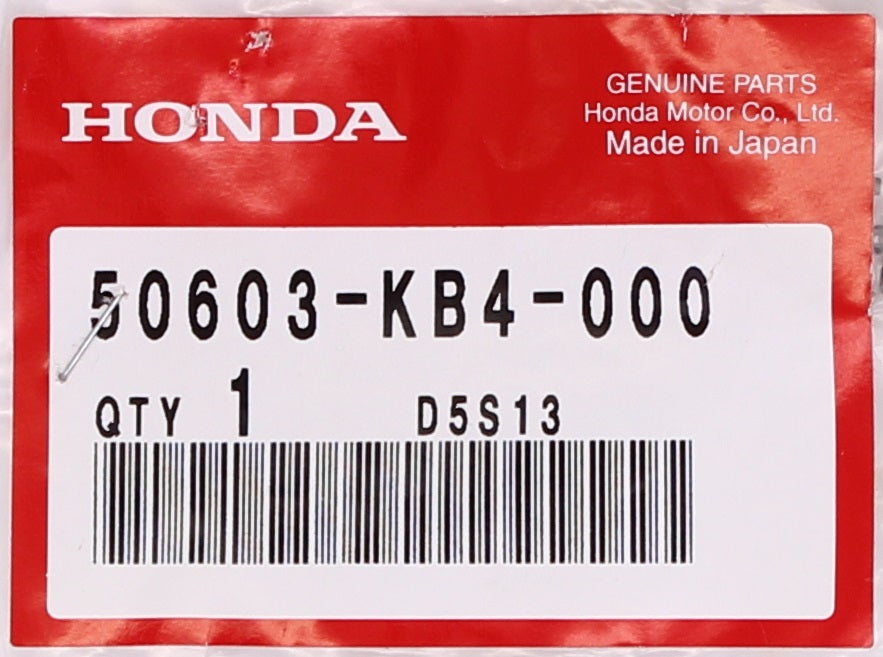 HONDA
GENUINE PARTS
Honda Motor Co., Ltd.
Made in Japan
50603-KB4-000
QTY 1 D5S13